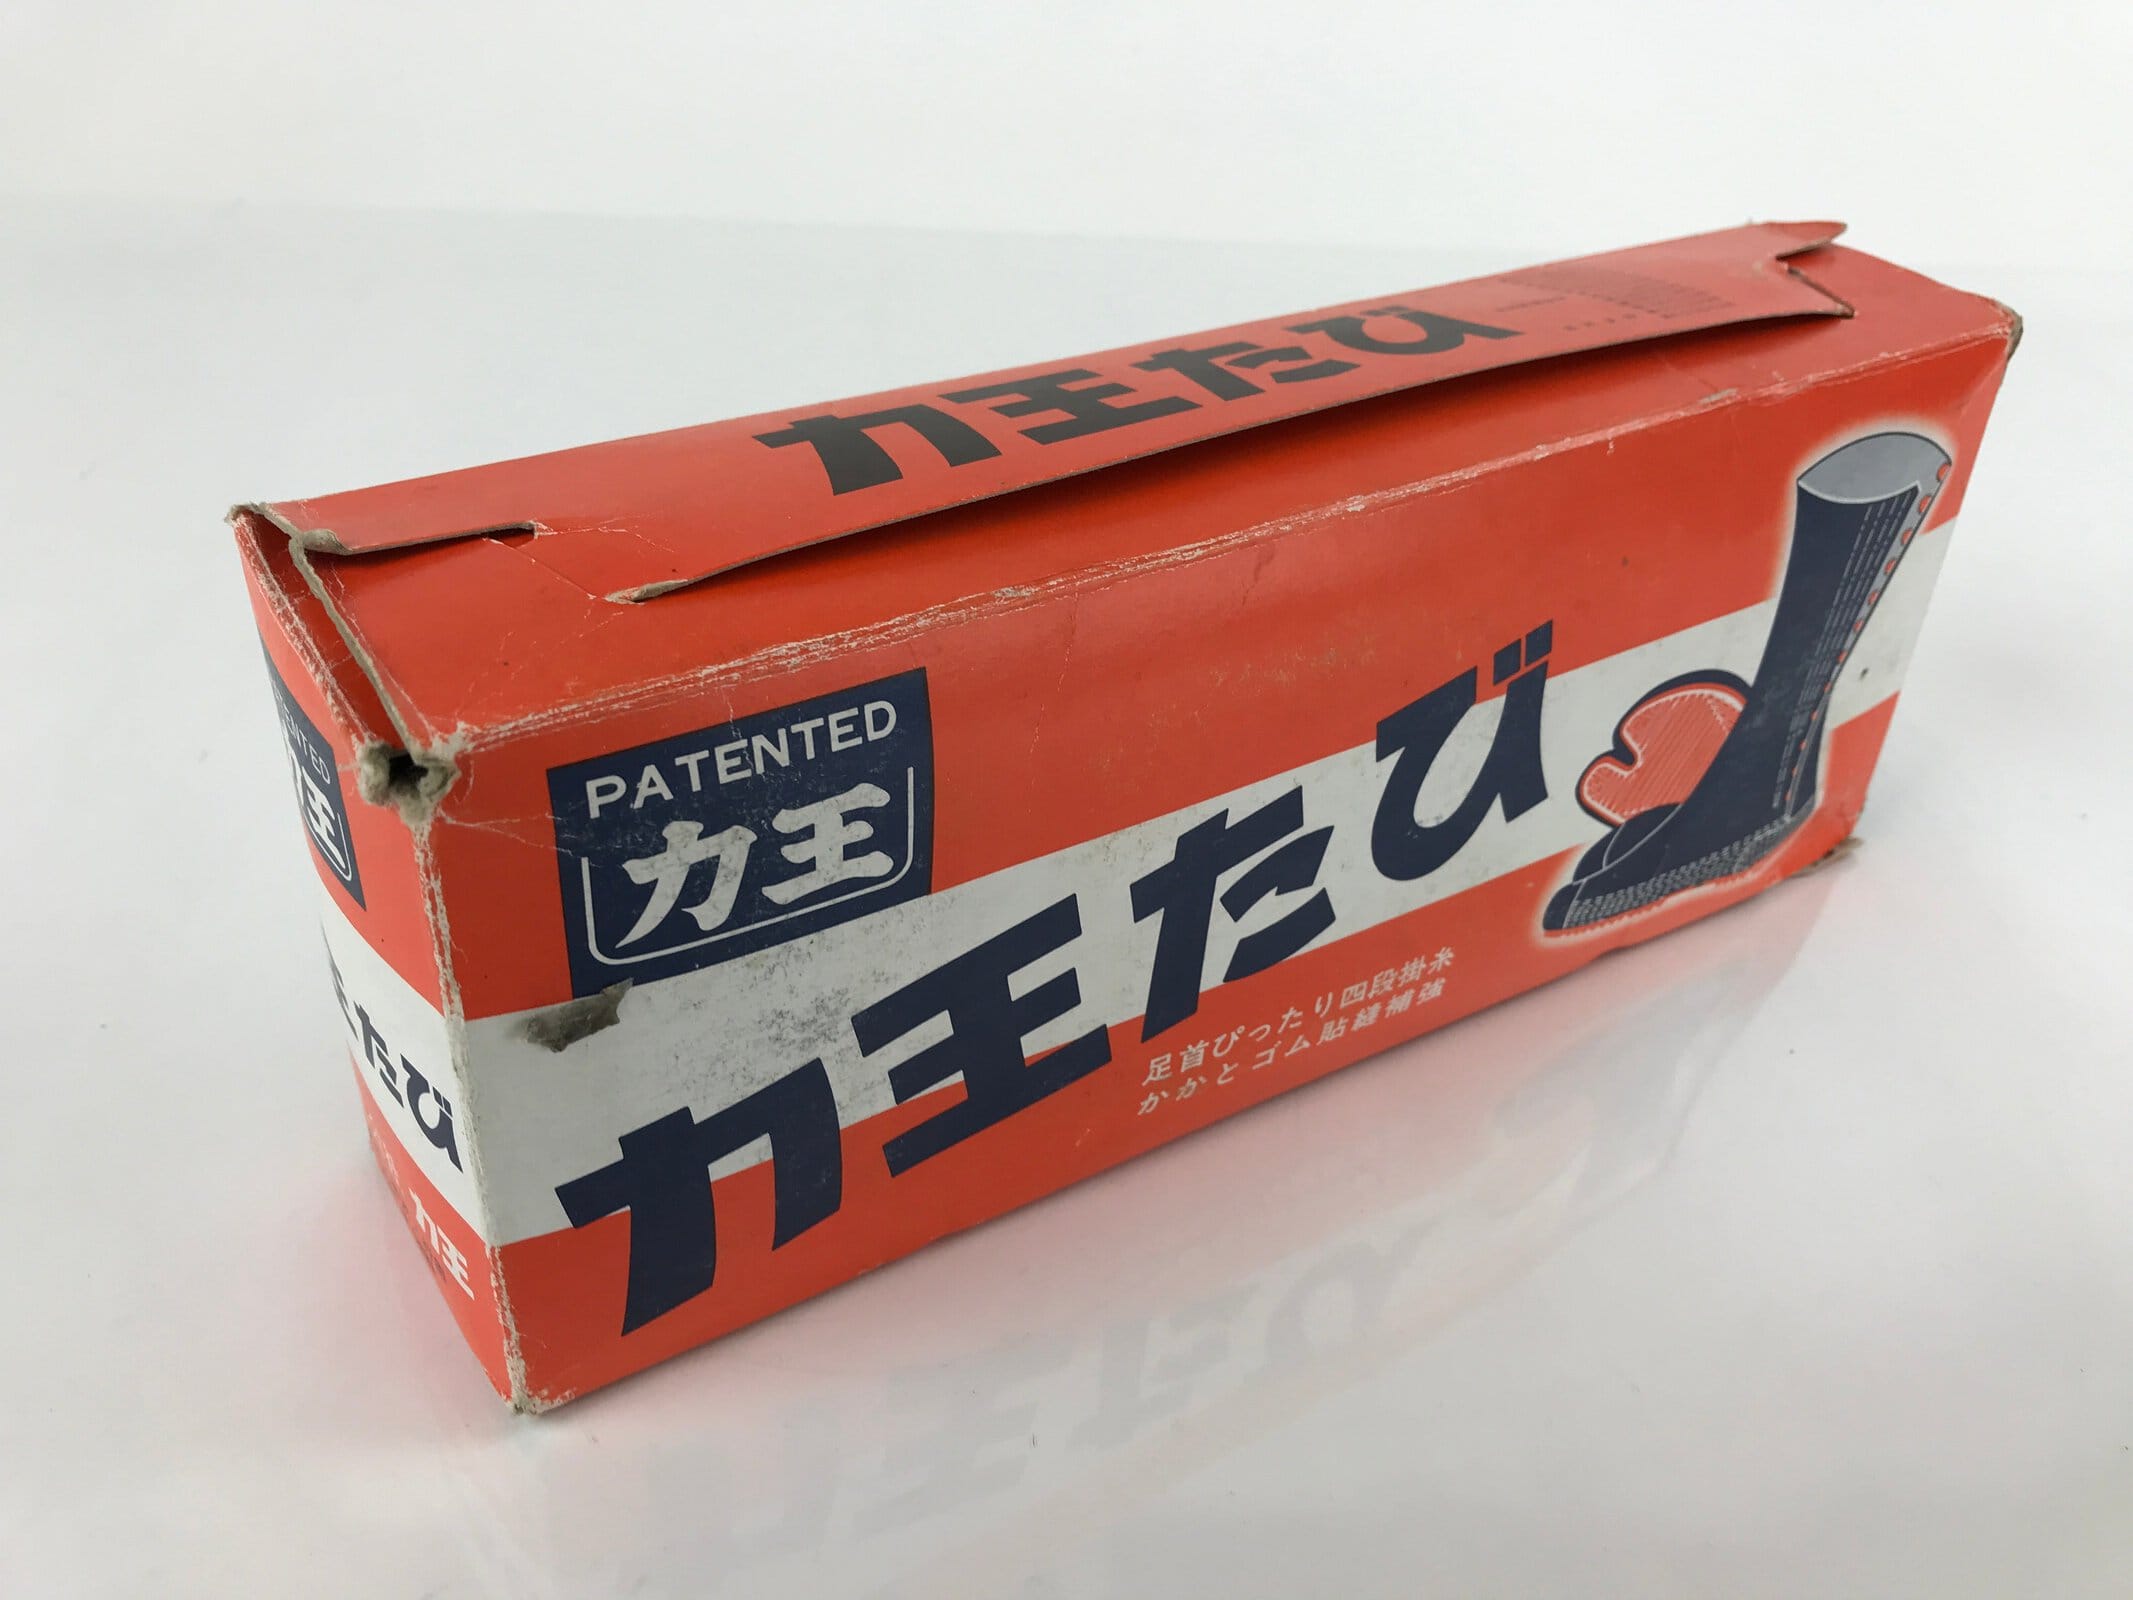 力王たび
PATENTED
力王
力王たび
足首ぴったり四段掛糸
かかとゴム貼縫補強
たび
力王